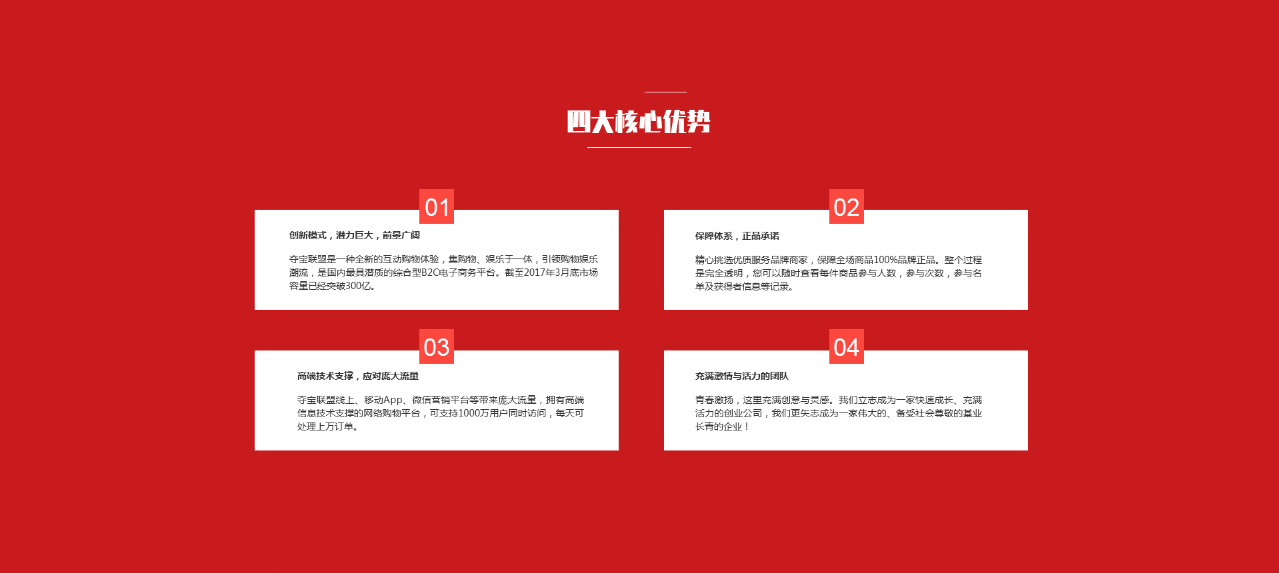 四大核心优势
01
创新模式，潜力巨大，前景广阔
夺宝联盟是一种全新的互动购物体验，集购物、娱乐于一体，引领购物娱乐
潮流，是国内最具潜质的综合型B2C电子商务平台。截至2017年3月底市场
容量已经突破300亿。
02
保障体系，正品承诺
精心挑选优质服务品牌商家，保障全场商品100%品牌正品。整个过程
是完全透明，您可以随时查看每件商品参与人数，参与次数，参与名
单及获得者信息等记录。
03
高端技术支撑，应对庞大流量
夺宝联盟线上、移动App、微信营销平台等带来庞大流量，拥有高端
信息技术支撑的网络购物平台，可支持1000万用户同时访问，每天可
处理上万订单。
04
充满激情与活力的团队
青春激扬，这里充满创意与灵感。我们立志成为一家快速成长、充满
活力的创业公司，我们更矢志成为一家伟大的、备受社会尊敬的基业
长青的企业！